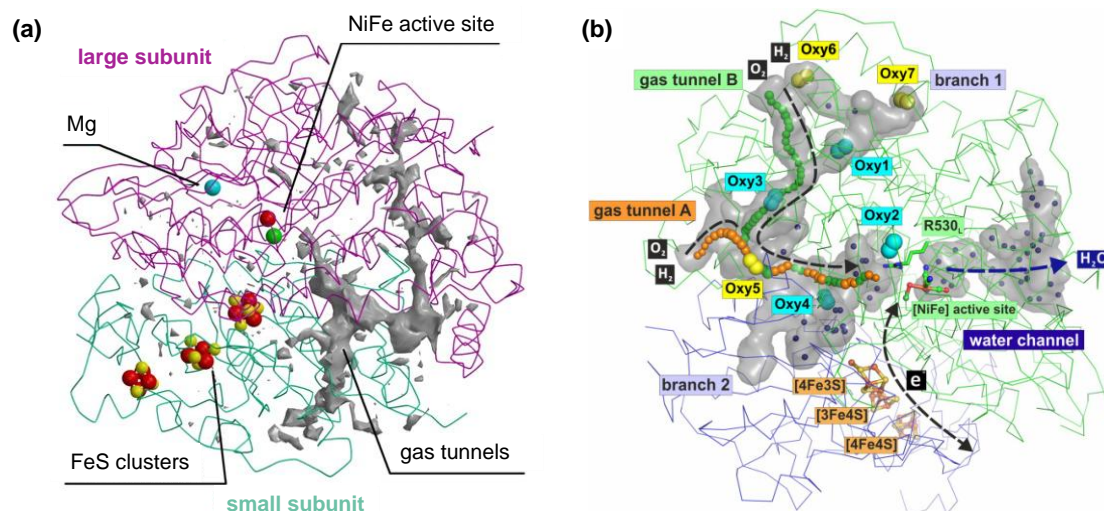 (a)
NiFe active site
large subunit
Mg
FeS clusters
gas tunnels
small subunit
(b)
H₂
Oxy6
O₂
Oxy7
gas tunnel B
branch 1
Oxy1
Oxy3
gas tunnel A
Oxy2
R530L
O₂
H₂
H₂O
Oxy5
Oxy4
[NiFe] active site
water channel
branch 2
[4Fe3S]
e
[3Fe4S]
[4Fe4S]